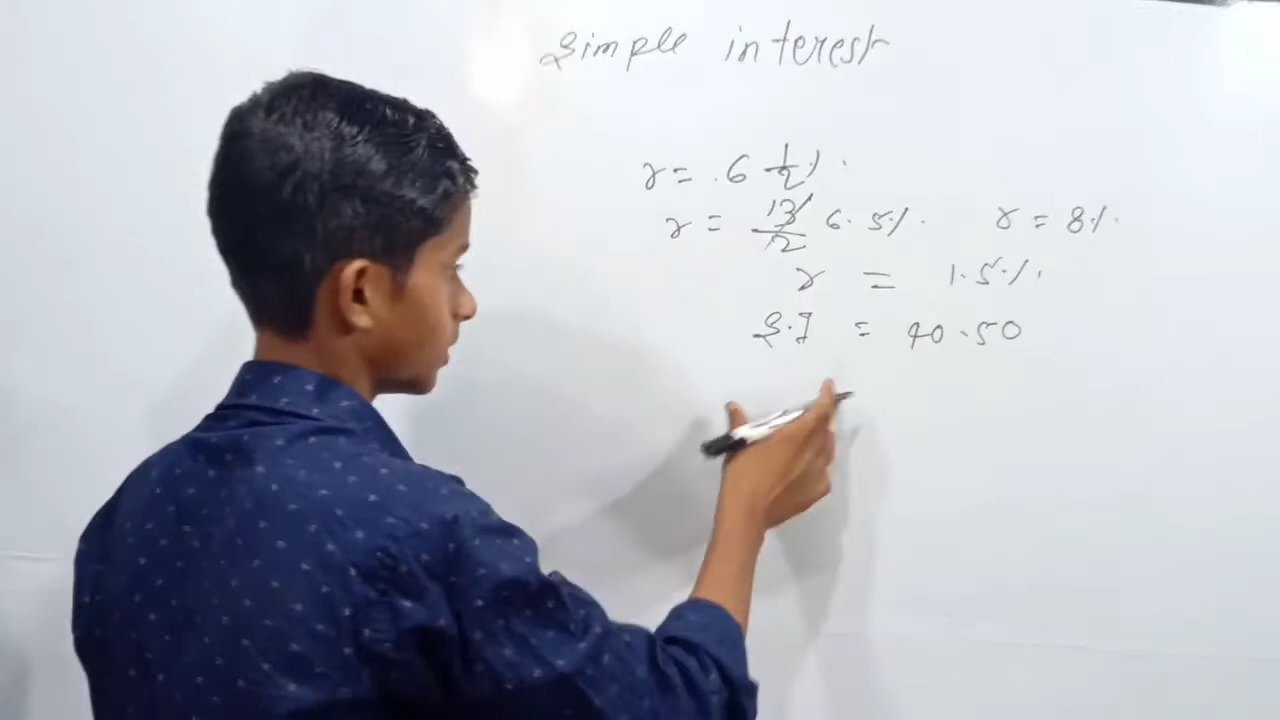 Simple interest
r = 6 1/2 %
r = 13/2 6.5% r = 8%
r = 1.5%
S.I = 40.50